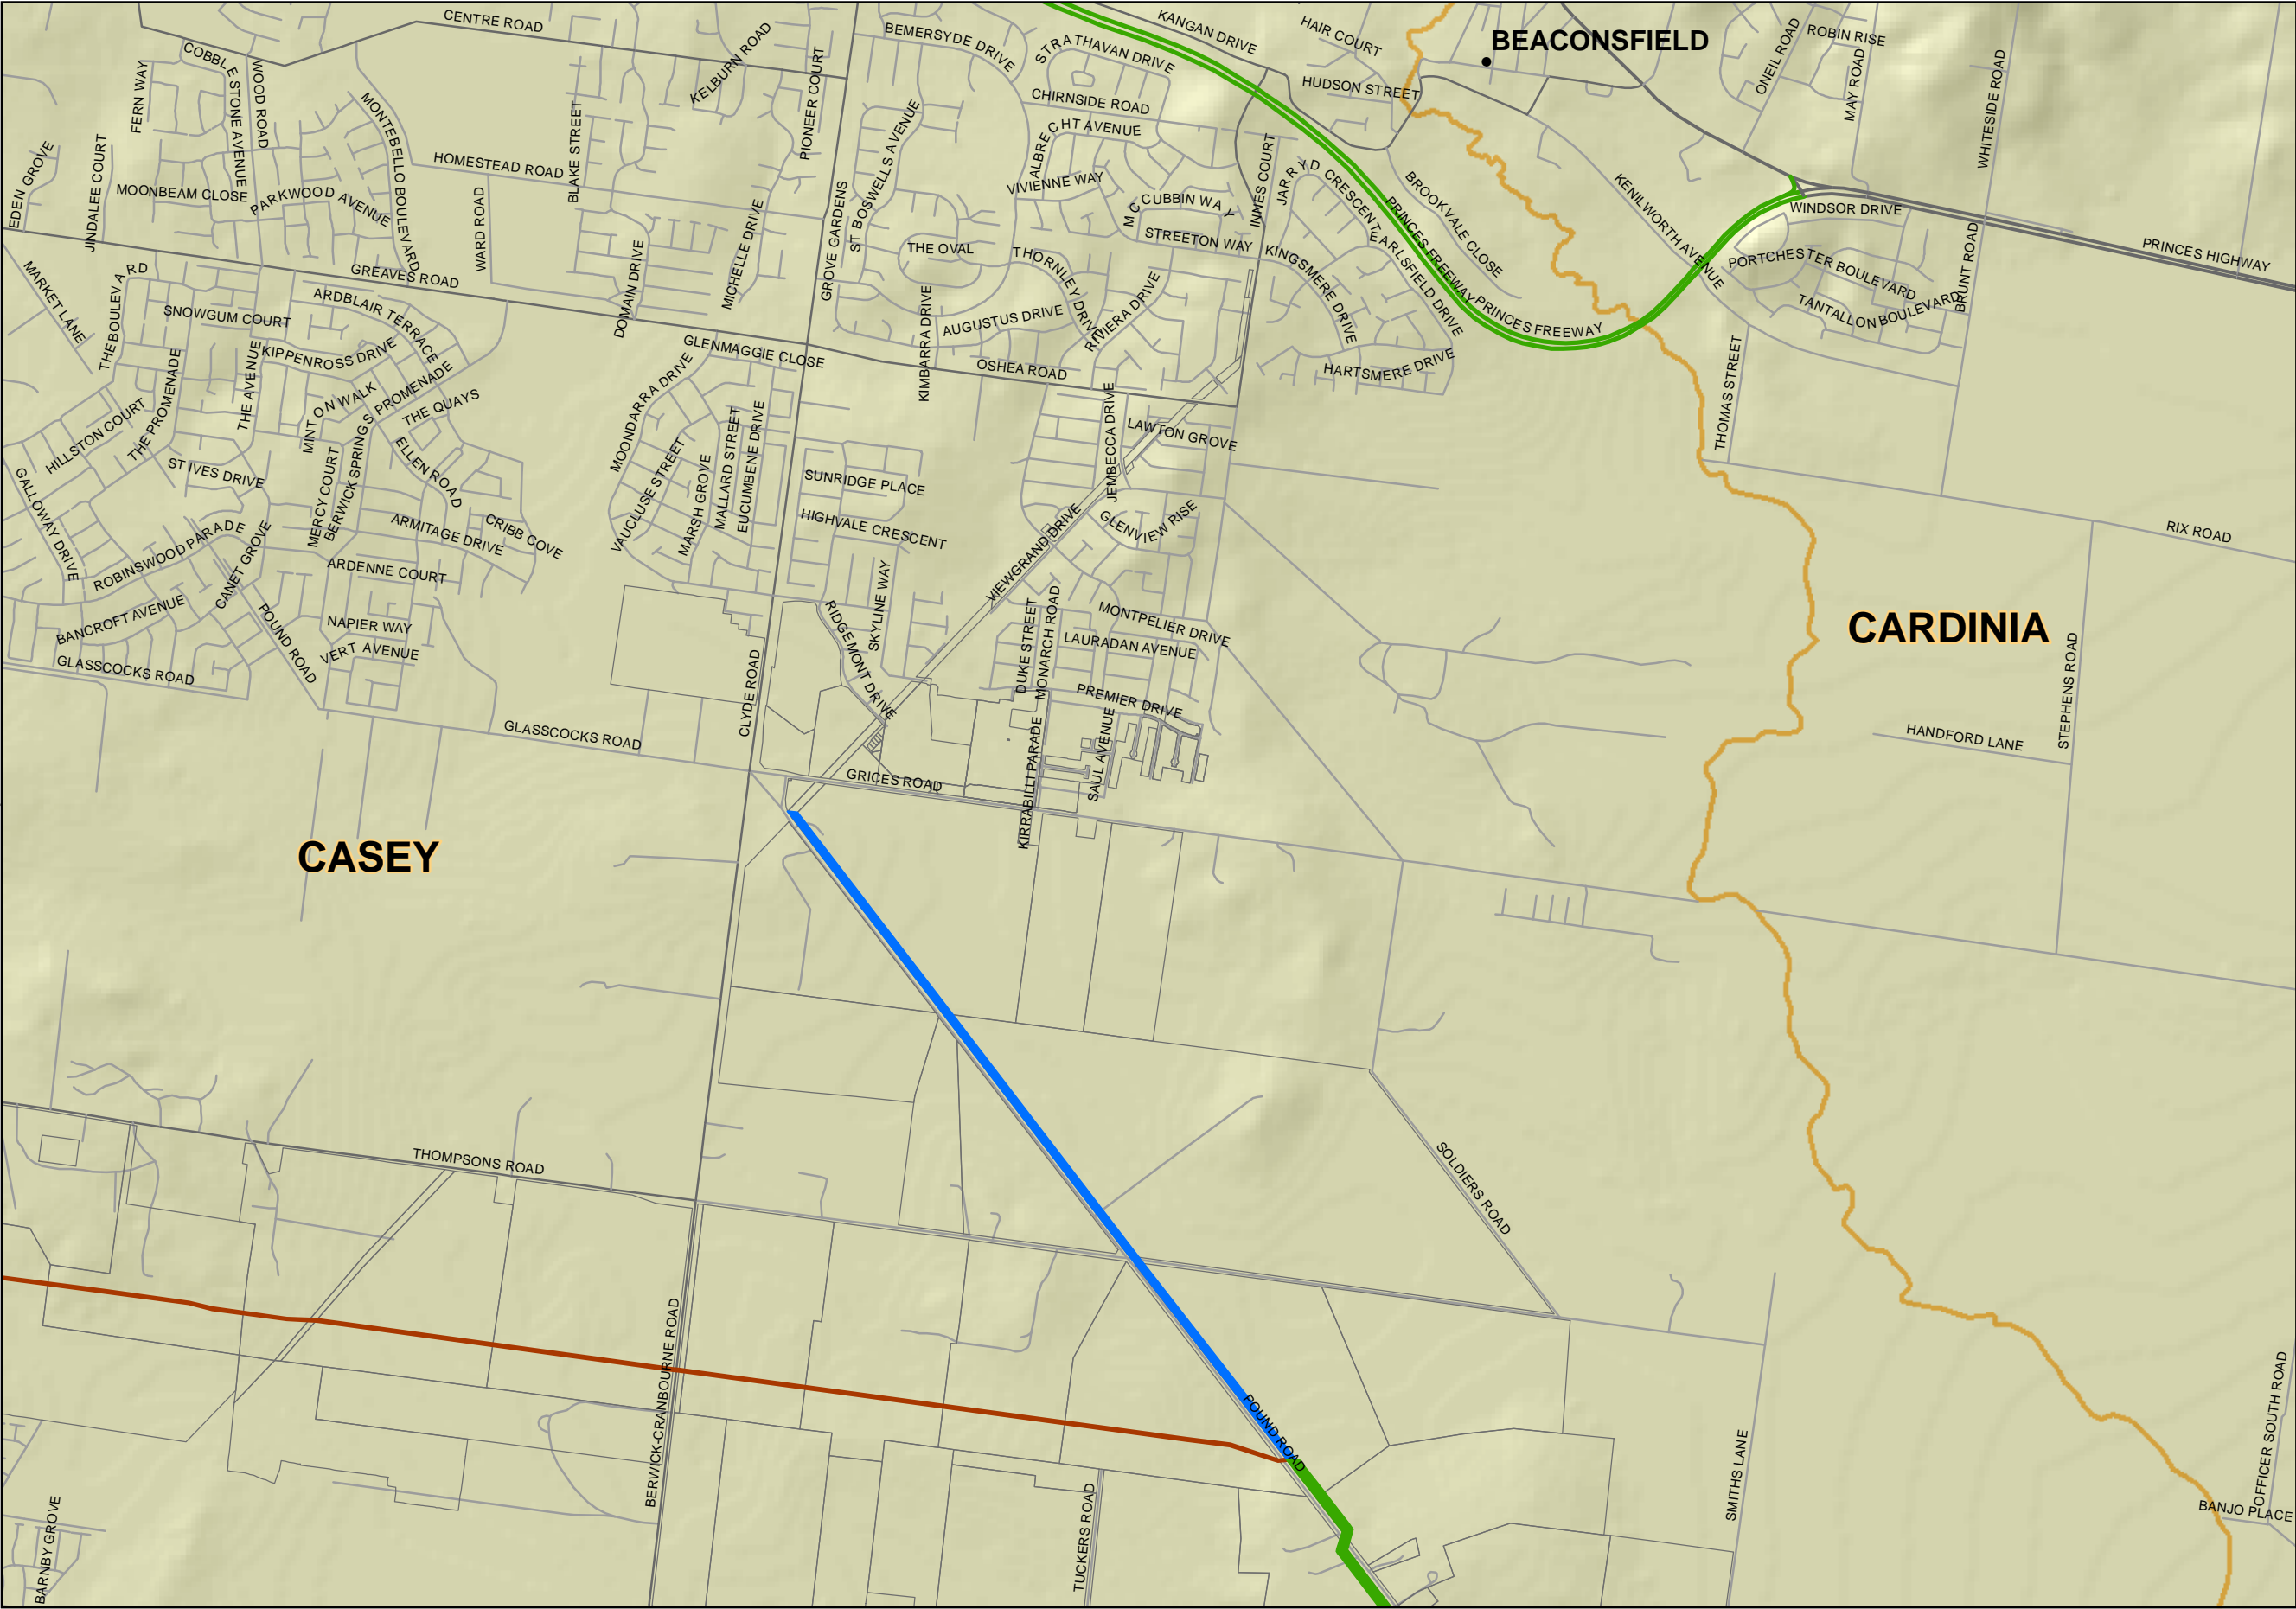 CENTRE ROAD
KANGAN DRIVE
HAIR COURT
BEACONSFIELD
ROBIN RISE
ONEIL ROAD
MAY ROAD
WHITESIDE ROAD
COBBLE STONE AVENUE
FERN WAY
WOOD ROAD
KELBURN ROAD
PIONEER COURT
BEMERSYDE DRIVE
STRATHAVAN DRIVE
CHIRNSIDE ROAD
HUDSON STREET
MONTEBELLO BOULEVARD
BLAKE STREET
ST BOSWELLS AVENUE
ALBRECHT AVENUE
EDEN GROVE
JINDALEE COURT
HOMESTEAD ROAD
MOONBEAM CLOSE
PARKWOOD AVENUE
WARD ROAD
MICHELLE DRIVE
GROVE GARDENS
VIVIENNE WAY
MC CUBBIN WAY
INNES COURT
JARRYD CRESCENT
PRINCES FREEWAY
BROOKVALE CLOSE
KENILWORTH AVENUE
WINDSOR DRIVE
PRINCES HIGHWAY
THE OVAL
STREETON WAY
KINGSMERE DRIVE
EARLSFIELD DRIVE
PORTCHESTER BOULEVARD
BRUNT ROAD
MARKET LANE
THE BOULEVARD
GREAVES ROAD
DOMAIN DRIVE
THORNLEY DRIVE
RIVIERA DRIVE
PRINCES FREEWAY
TANTALLON BOULEVARD
ARDBLAIR TERRACE
SNOWGUM COURT
KIPPENROSS DRIVE
GLENMAGGIE CLOSE
KIMBARRA DRIVE
AUGUSTUS DRIVE
OSHEA ROAD
HARTSMERE DRIVE
THOMAS STREET
THE PROMENADE
THE AVENUE
MINTON WALK
BERWICK SPRINGS PROMENADE
THE QUAYS
MOONDARRA DRIVE
JEMBECCA DRIVE
LAWTON GROVE
HILLSTON COURT
ST IVES DRIVE
MERCY COURT
ELLEN ROAD
VAUCLUSE STREET
MARSH GROVE
MALLARD STREET
EUCUMBENE DRIVE
SUNRIDGE PLACE
GALLOWAY DRIVE
ARMITAGE DRIVE
CRIBB COVE
HIGHVALE CRESCENT
VIEWGRAND DRIVE
GLENVIEW RISE
RIX ROAD
ROBINSWOOD PARADE
CANET GROVE
ARDENNE COURT
BANCROFT AVENUE
POUND ROAD
NAPIER WAY
VERT AVENUE
RIDGEMONT DRIVE
SKYLINE WAY
DUKE STREET
MONARCH ROAD
MONTPELIER DRIVE
LAURADAN AVENUE
CARDINIA
STEPHENS ROAD
GLASSCOCKS ROAD
CLYDE ROAD
PREMIER DRIVE
GLASSCOCKS ROAD
KIRRABILLI PARADE
SAUL AVENUE
HANDFORD LANE
GRICES ROAD
CASEY
THOMPSONS ROAD
SOLDIERS ROAD
BERWICK-CRANBOURNE ROAD
POUND ROAD
SMITHS LANE
OFFICER SOUTH ROAD
BANJO PLACE
TUCKERS ROAD
BARNBY GROVE